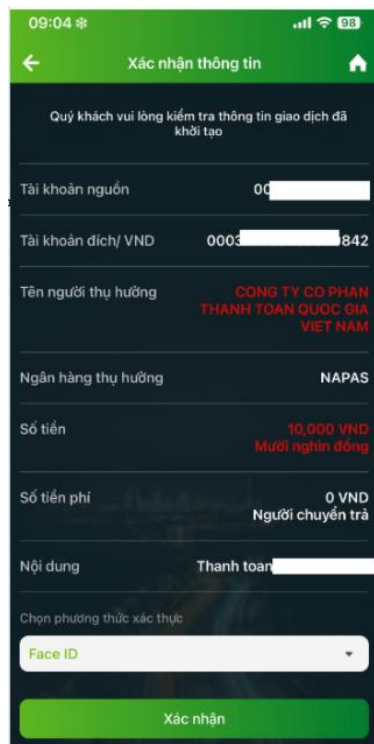 09:04
98
Xác nhận thông tin
Quý khách vui lòng kiểm tra thông tin giao dịch đã
khởi tạo
Tài khoản nguồn 00
Tài khoản đích/ VND 0003 842
Tên người thụ hưởng CONG TY CO PHAN
THANH TOAN QUOC GIA
VIET NAM
Ngân hàng thụ hưởng NAPAS
Số tiền 10,000 VND
Mười nghìn đồng
Số tiền phí 0 VND
Người chuyển trả
Nội dung Thanh toan
Chọn phương thức xác thực
Face ID
Xác nhận